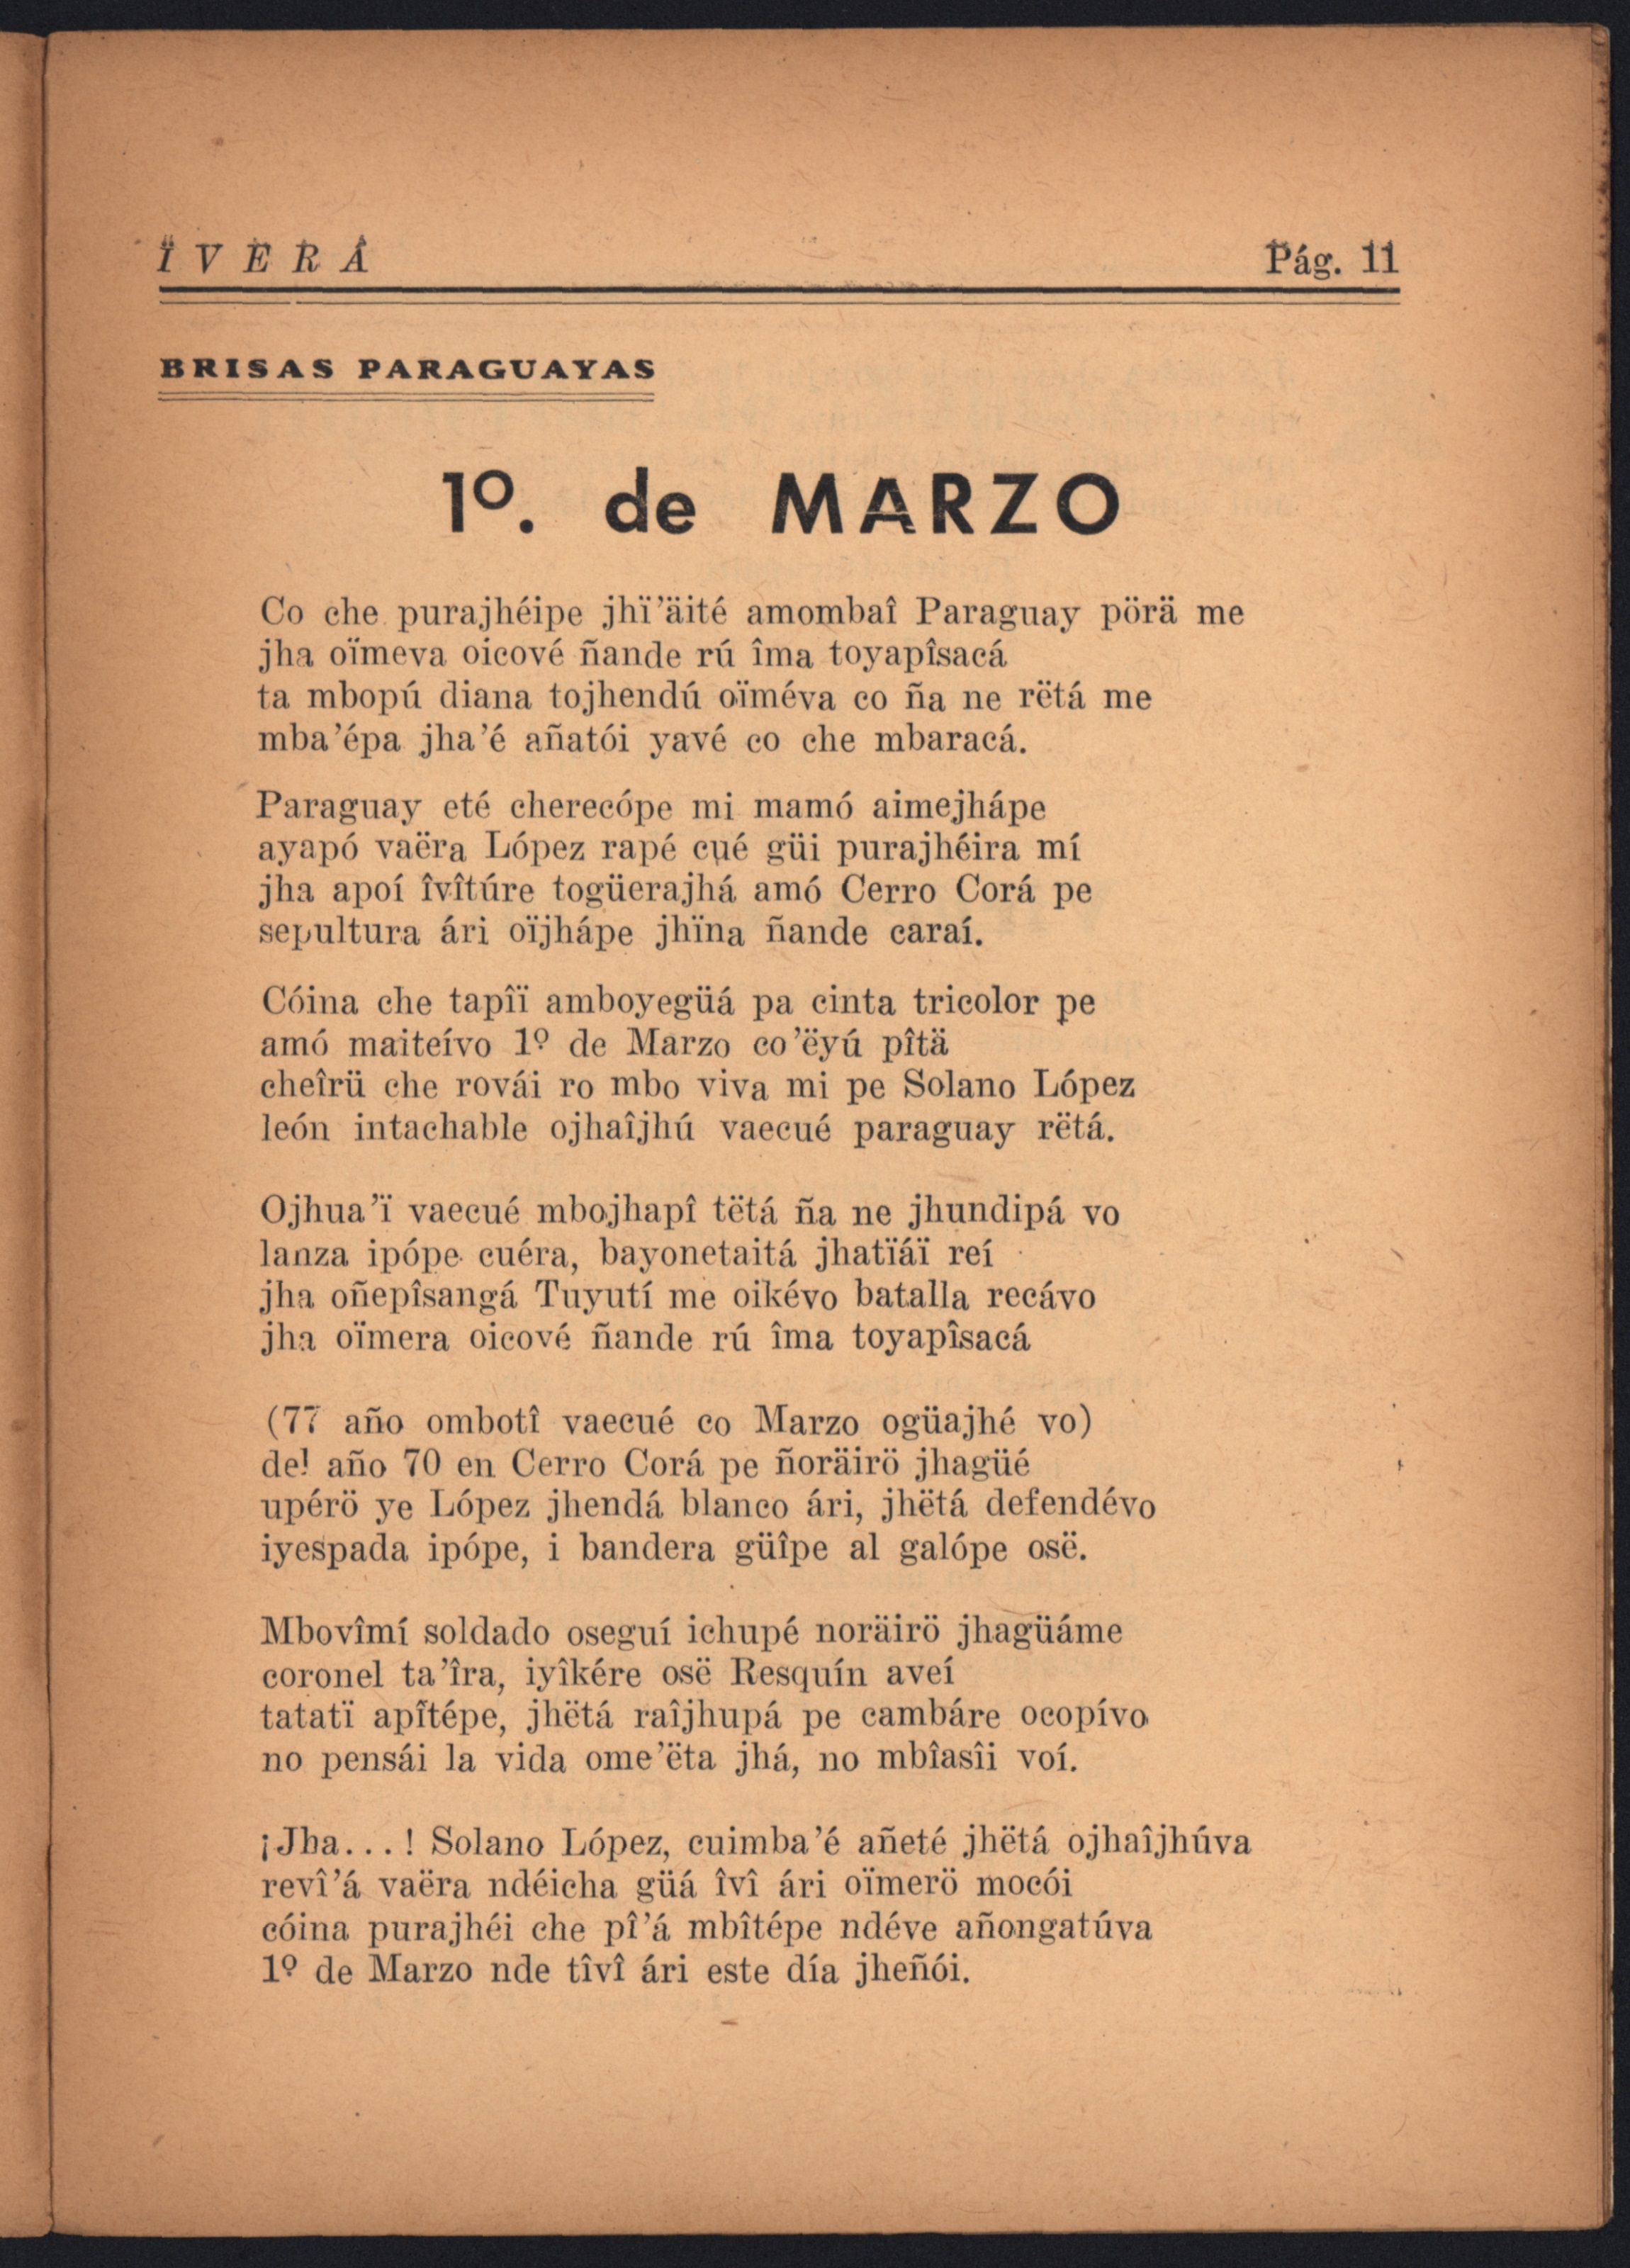 ÏVERÁ
Pág. 11
BRISAS PARAGUAYAS
1º. de MARZO
Co che purajhéipe jhï’äité amombaî Paraguay pörä me
jha oïmeva oicové ñande rú îma toyapîsacá
ta mbopú diana tojhendú oïméva co ña ne rëtá me
mba’épa jha’é añatói yavé co che mbaracá.
Paraguay eté cherecópe mi mamó aimejhápe
ayapó vaëra López rapé cué güi purajhéira mí
jha apoí îvîtúre togüerajhá amó Cerro Corá pe
sepultura ári oïjhápe jhïna ñande caraí.
Cóina che tapîï amboyegüá pa cinta tricolor pe
amó maiteívo 1º de Marzo co’ëyú pîtä
cheîrü che rovái ro mbo viva mi pe Solano López
león intachable ojhaîjhú vaecué paraguay rëtá.
Ojhua’ï vaecué mbojhapî tëtá ña ne jhundipá vo
lanza ipópe cuéra, bayonetaitá jhatïáï reí
jha oñepîsangá Tuyutí me oikévo batalla recávo
jha oïmera oicové ñande rú îma toyapîsacá
(77 año ombotî vaecué co Marzo ogüajhé vo)
del año 70 en Cerro Corá pe ñoräirö jhagüé
upérö ye López jhendá blanco ári, jhëtá defendévo
iyespada ipópe, i bandera güîpe al galópe osë.
Mbovîmí soldado oseguí ichupé noräirö jhagüáme
coronel ta’îra, iyîkére osë Resquín aveí
tatatï apîtépe, jhëtá raîjhupá pe cambáre ocopívo
no pensái la vida ome’ëta jhá, no mbîasîi voí.
¡Jha...! Solano López, cuimba’é añeté jhëtá ojhaîjhúva
revî’á vaëra ndéicha güá îvî ári oïmerö mocói
cóina purajhéi che pî’á mbîtépe ndéve añongatúva
1º de Marzo nde tîvî ári este día jheñói.